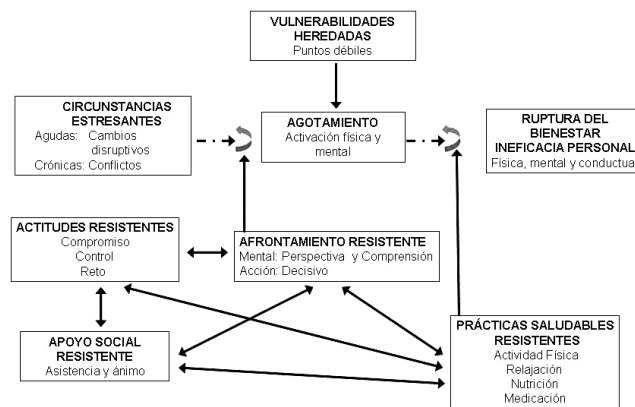 VULNERABILIDADES
HEREDADAS
Puntos débiles
CIRCUNSTANCIAS
ESTRESANTES
Agudas: Cambios
disruptivos
Crónicas: Conflictos
AGOTAMIENTO
Activación física y
mental
RUPTURA DEL
BIENESTAR
INEFICACIA PERSONAL
Física, mental y conductual
ACTITUDES RESISTENTES
Compromiso
Control
Reto
AFRONTAMIENTO RESISTENTE
Mental: Perspectiva y Comprensión
Acción: Decisivo
APOYO SOCIAL
RESISTENTE
Asistencia y ánimo
PRÁCTICAS SALUDABLES
RESISTENTES
Actividad Física
Relajación
Nutrición
Medicación